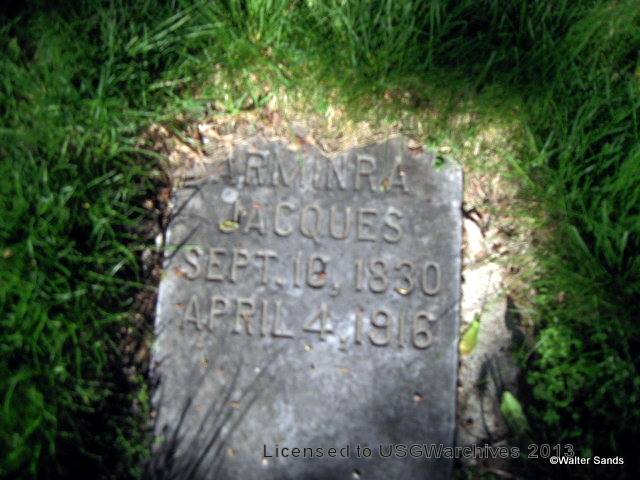 ARMINRA
JACQUES
SEPT. 10, 1830
APRIL 4, 1916
Licensed to USGWarchives 2013
©Walter Sands